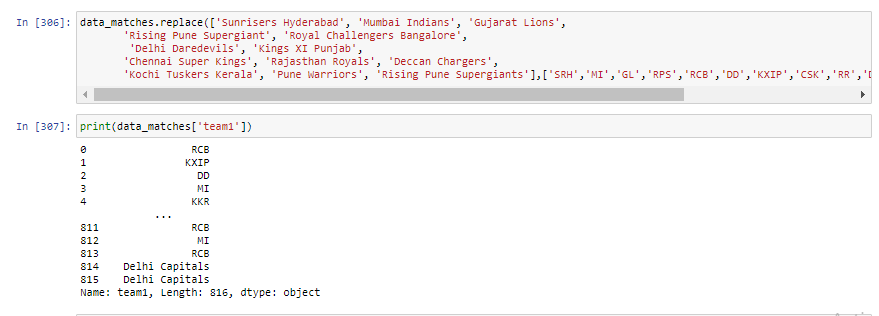 In [306]: data_matches.replace(['Sunrisers Hyderabad', 'Mumbai Indians', 'Gujarat Lions',
'Rising Pune Supergiant', 'Royal Challengers Bangalore',
'Delhi Daredevils', 'Kings XI Punjab',
'Chennai Super Kings', 'Rajasthan Royals', 'Deccan Chargers',
'Kochi Tuskers Kerala', 'Pune Warriors', 'Rising Pune Supergiants'],['SRH','MI','GL','RPS','RCB','DD','KXIP','CSK','RR','D
In [307]: print(data_matches['team1'])
0 RCB
1 KXIP
2 DD
3 MI
4 KKR
...
811 RCB
812 MI
813 RCB
814 Delhi Capitals
815 Delhi Capitals
Name: team1, Length: 816, dtype: object